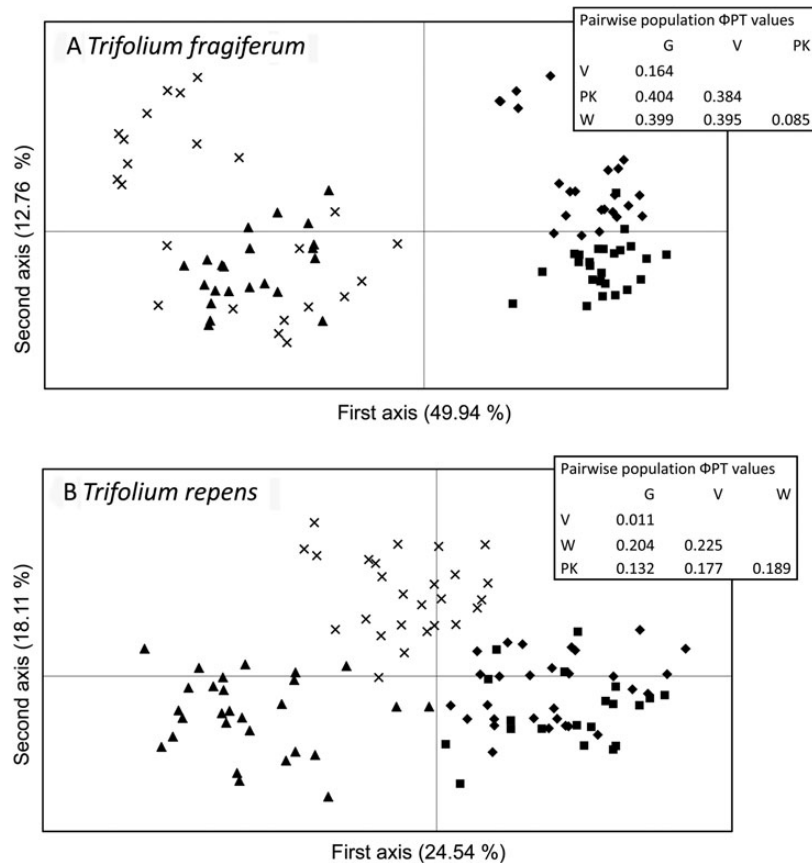 A Trifolium fragiferum
Pairwise population ΦPT values
G V PK
V 0.164
PK 0.404 0.384
W 0.399 0.395 0.085
Second axis (12.76 %)
First axis (49.94 %)
B Trifolium repens
Pairwise population ΦPT values
G V W
V 0.011
W 0.204 0.225
PK 0.132 0.177 0.189
Second axis (18.11 %)
First axis (24.54 %)